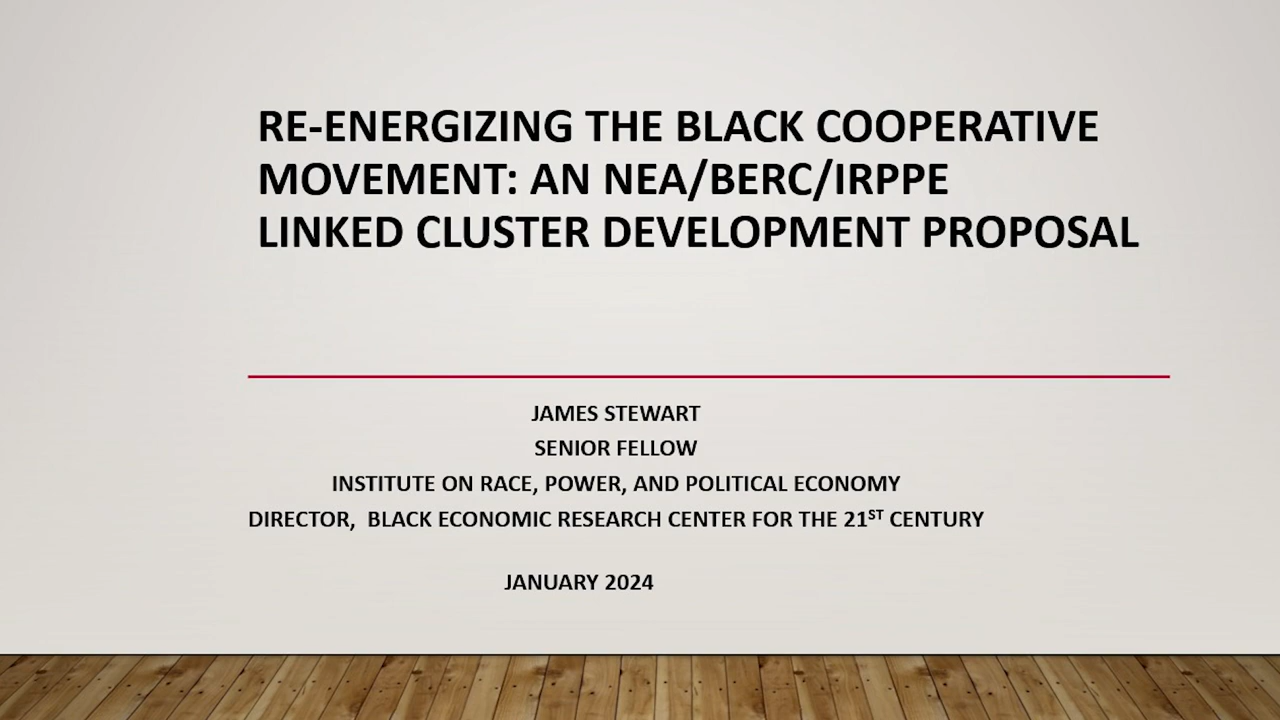 RE-ENERGIZING THE BLACK COOPERATIVE
MOVEMENT: AN NEA/BERC/IRPPE
LINKED CLUSTER DEVELOPMENT PROPOSAL
JAMES STEWART
SENIOR FELLOW
INSTITUTE ON RACE, POWER, AND POLITICAL ECONOMY
DIRECTOR, BLACK ECONOMIC RESEARCH CENTER FOR THE 21ST CENTURY
JANUARY 2024